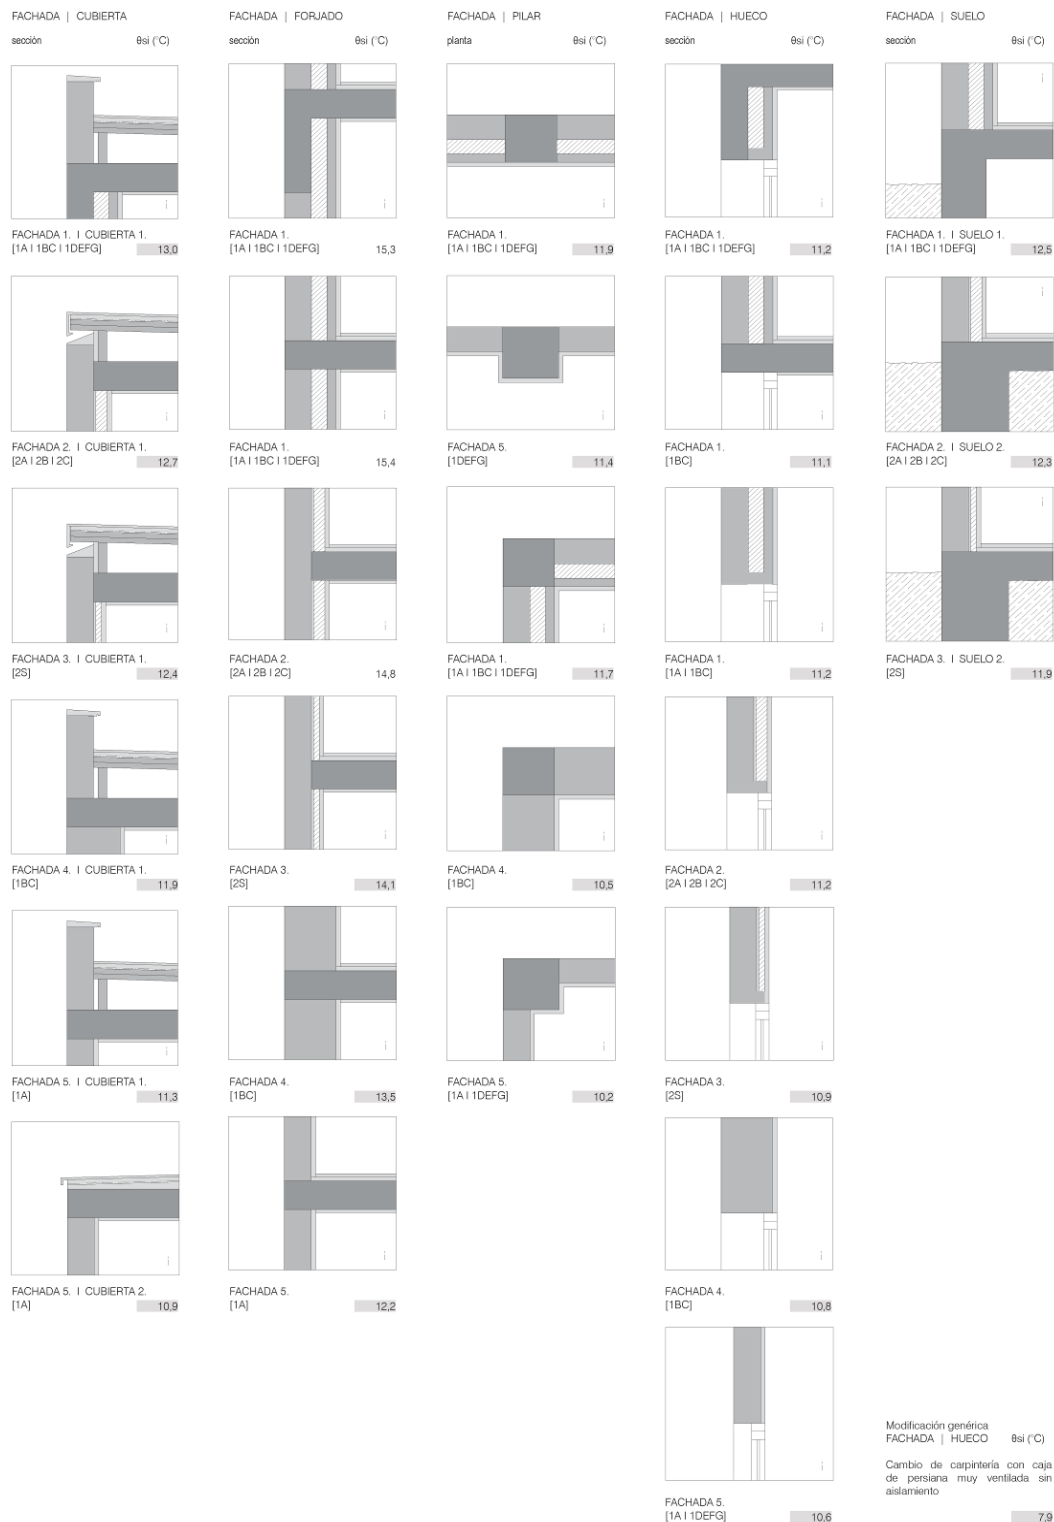 FACHADA | CUBIERTA
sección θsi (°C)
FACHADA 1. I CUBIERTA 1.
[1A I 1BC I 1DEFG] 13,0
FACHADA 2. I CUBIERTA 1.
[2A I 2B I 2C] 12,7
FACHADA 3. I CUBIERTA 1.
[2S] 12,4
FACHADA 4. I CUBIERTA 1.
[1BC] 11,9
FACHADA 5. I CUBIERTA 1.
[1A] 11,3
FACHADA 5. I CUBIERTA 2.
[1A] 10,9
FACHADA | FORJADO
sección θsi (°C)
FACHADA 1.
[1A I 1BC I 1DEFG] 15,3
FACHADA 1.
[1A I 1BC I 1DEFG] 15,4
FACHADA 2.
[2A I 2B I 2C] 14,8
FACHADA 3.
[2S] 14,1
FACHADA 4.
[1BC] 13,5
FACHADA 5.
[1A] 12,2
FACHADA | PILAR
planta θsi (°C)
FACHADA 1.
[1A I 1BC I 1DEFG] 11,9
FACHADA 5.
[1DEFG] 11,4
FACHADA 1.
[1A I 1BC I 1DEFG] 11,7
FACHADA 4.
[1BC] 10,5
FACHADA 5.
[1A I 1DEFG] 10,2
FACHADA | HUECO
sección θsi (°C)
FACHADA 1.
[1A I 1BC I 1DEFG] 11,2
FACHADA 1.
[1BC] 11,1
FACHADA 1.
[1A I 1BC] 11,2
FACHADA 2.
[2A I 2B I 2C] 11,2
FACHADA 3.
[2S] 10,9
FACHADA 4.
[1BC] 10,8
FACHADA 5.
[1A I 1DEFG] 10,6
FACHADA | SUELO
sección θsi (°C)
FACHADA 1. I SUELO 1.
[1A I 1BC I 1DEFG] 12,5
FACHADA 2. I SUELO 2.
[2A I 2B I 2C] 12,3
FACHADA 3. I SUELO 2.
[2S] 11,9
Modificación genérica
FACHADA | HUECO θsi (°C)
Cambio de carpintería con caja
de persiana muy ventilada sin
aislamiento
7,9